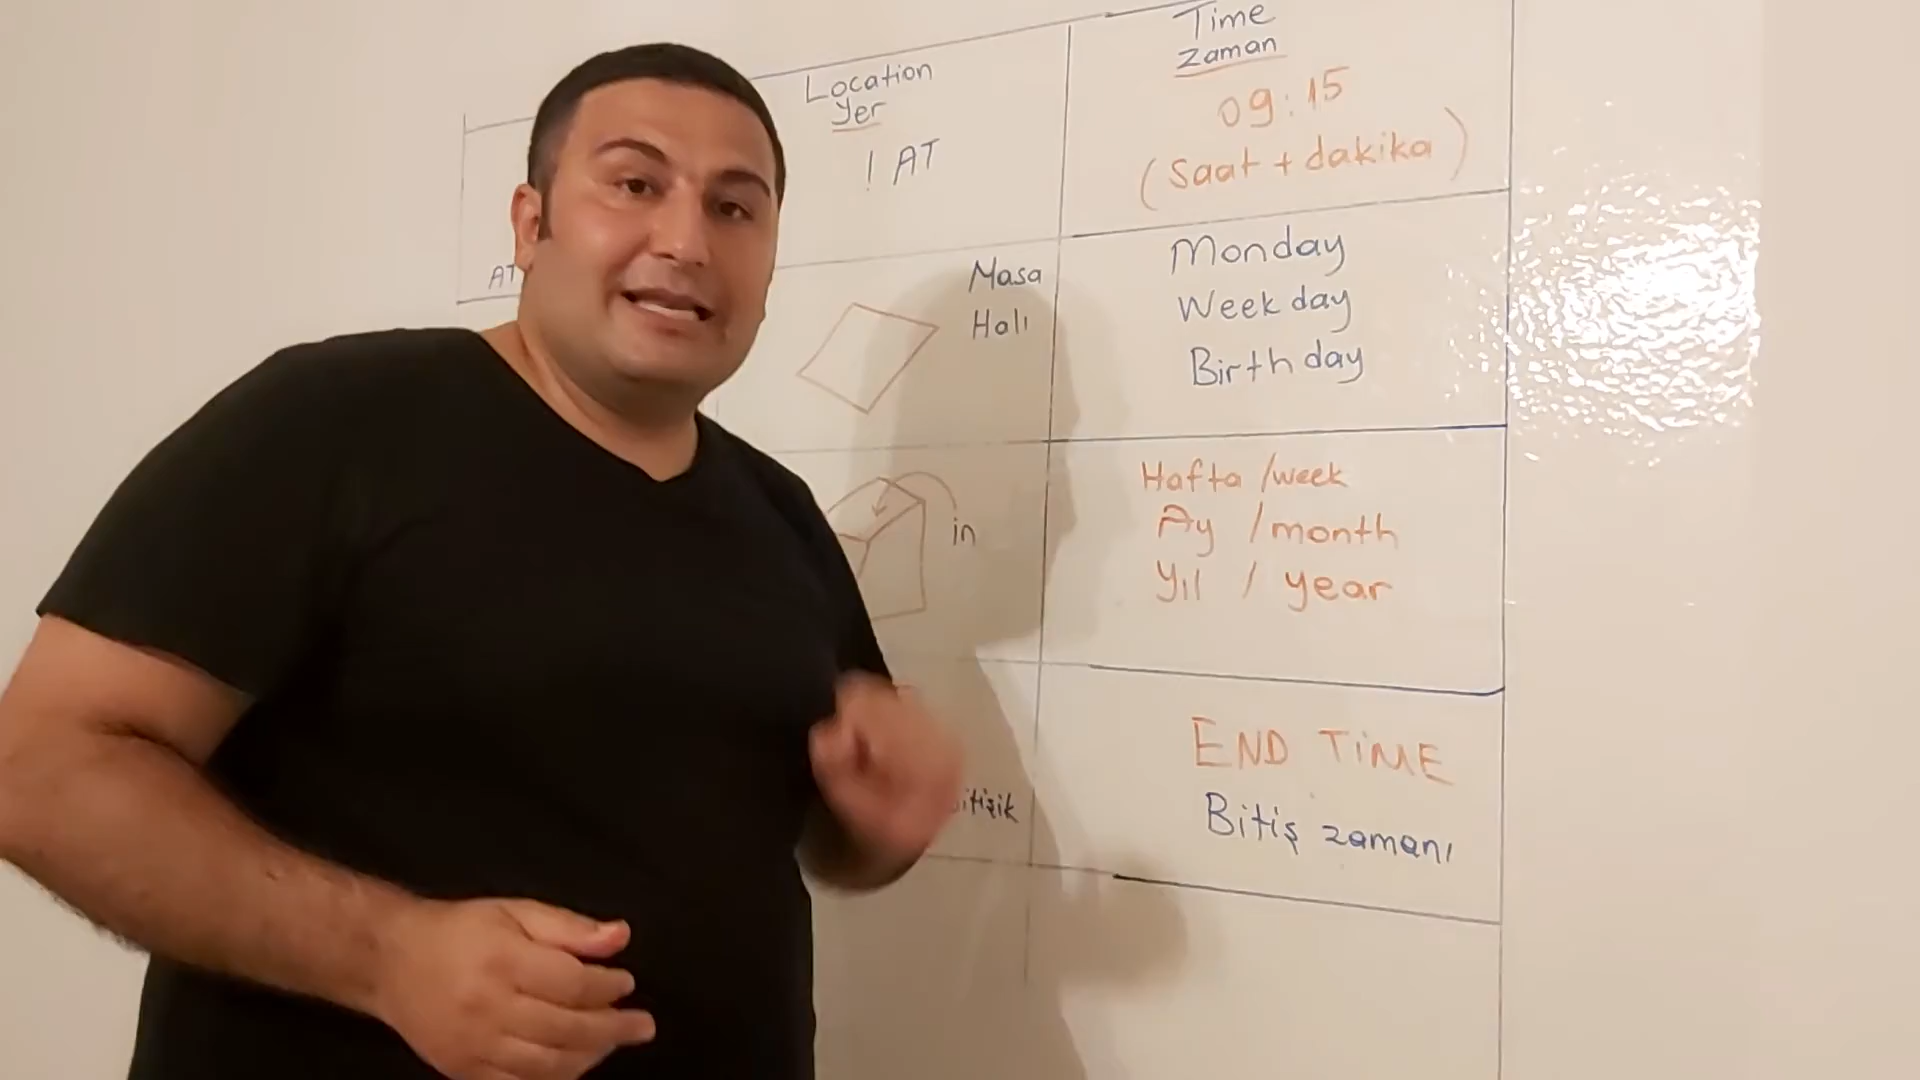 Location
Yer
! AT
Time
Zaman
09:15
(Saat + dakika)
AT
Masa
Halı
Monday
Week day
Birth day
in
Hafta /week
Ay / month
Yıl / year
END TiME
Bitiş zamanı